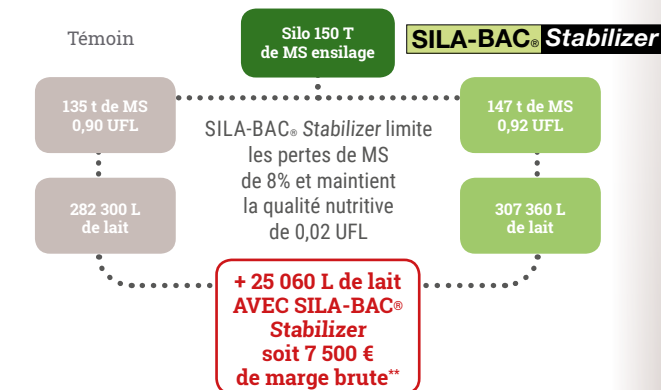 Témoin
Silo 150 T
de MS ensilage
SILA-BAC® Stabilizer
135 t de MS
0,90 UFL
147 t de MS
0,92 UFL
SILA-BAC® Stabilizer limite
les pertes de MS
de 8% et maintient
la qualité nutritive
de 0,02 UFL
282 300 L
de lait
307 360 L
de lait
+ 25 060 L de lait
AVEC SILA-BAC®
Stabilizer
soit 7 500 €
de marge brute**